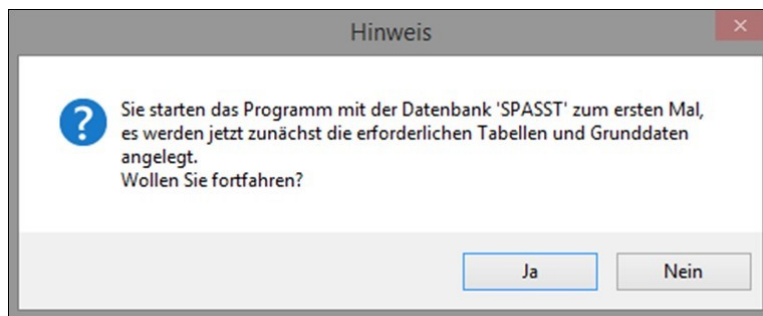 Hinweis
Sie starten das Programm mit der Datenbank 'SPASST' zum ersten Mal,
es werden jetzt zunächst die erforderlichen Tabellen und Grunddaten
angelegt.
Wollen Sie fortfahren?
Ja
Nein